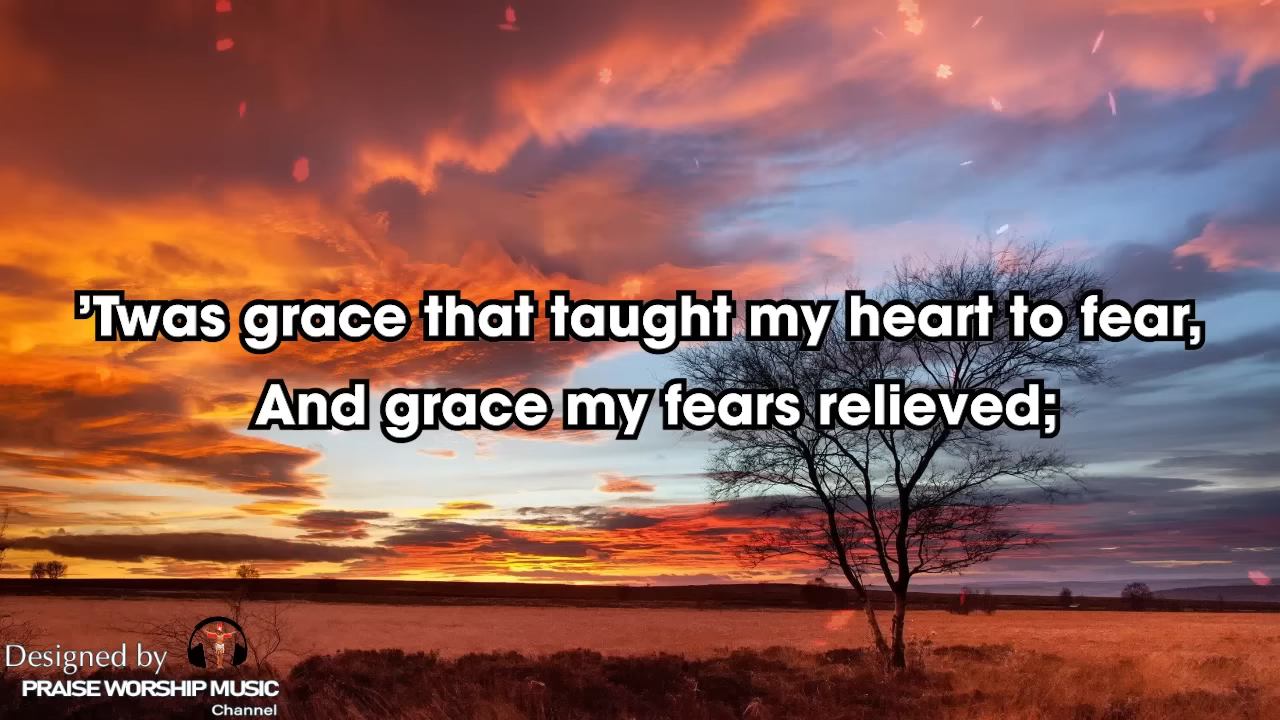 ’Twas grace that taught my heart to fear,
And grace my fears relieved;
Designed by
PRAISE WORSHIP MUSIC
Channel